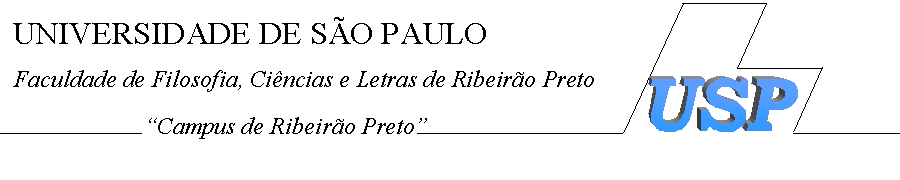 UNIVERSIDADE DE SÃO PAULO
Faculdade de Filosofia, Ciências e Letras de Ribeirão Preto
USP
“Campus de Ribeirão Preto”